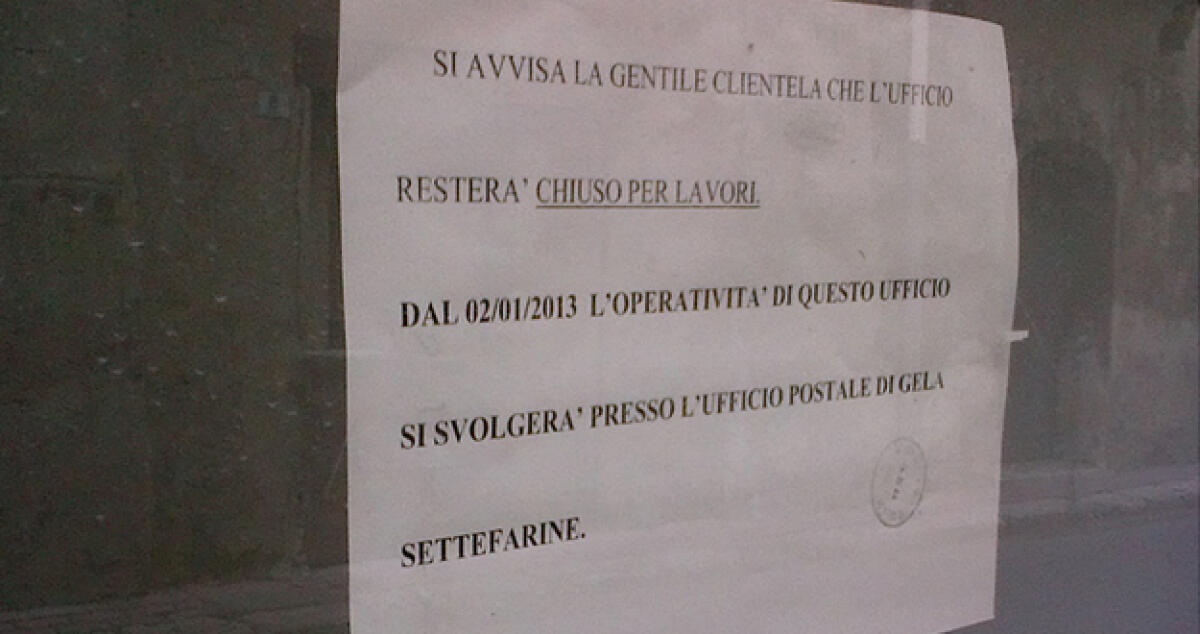 SI AVVISA LA GENTILE CLIENTELA CHE L'UFFICIO
RESTERA' CHIUSO PER LAVORI.
DAL 02/01/2013 L'OPERATIVITA' DI QUESTO UFFICIO
SI SVOLGERA' PRESSO L'UFFICIO POSTALE DI GELA
SETTEFARINE.